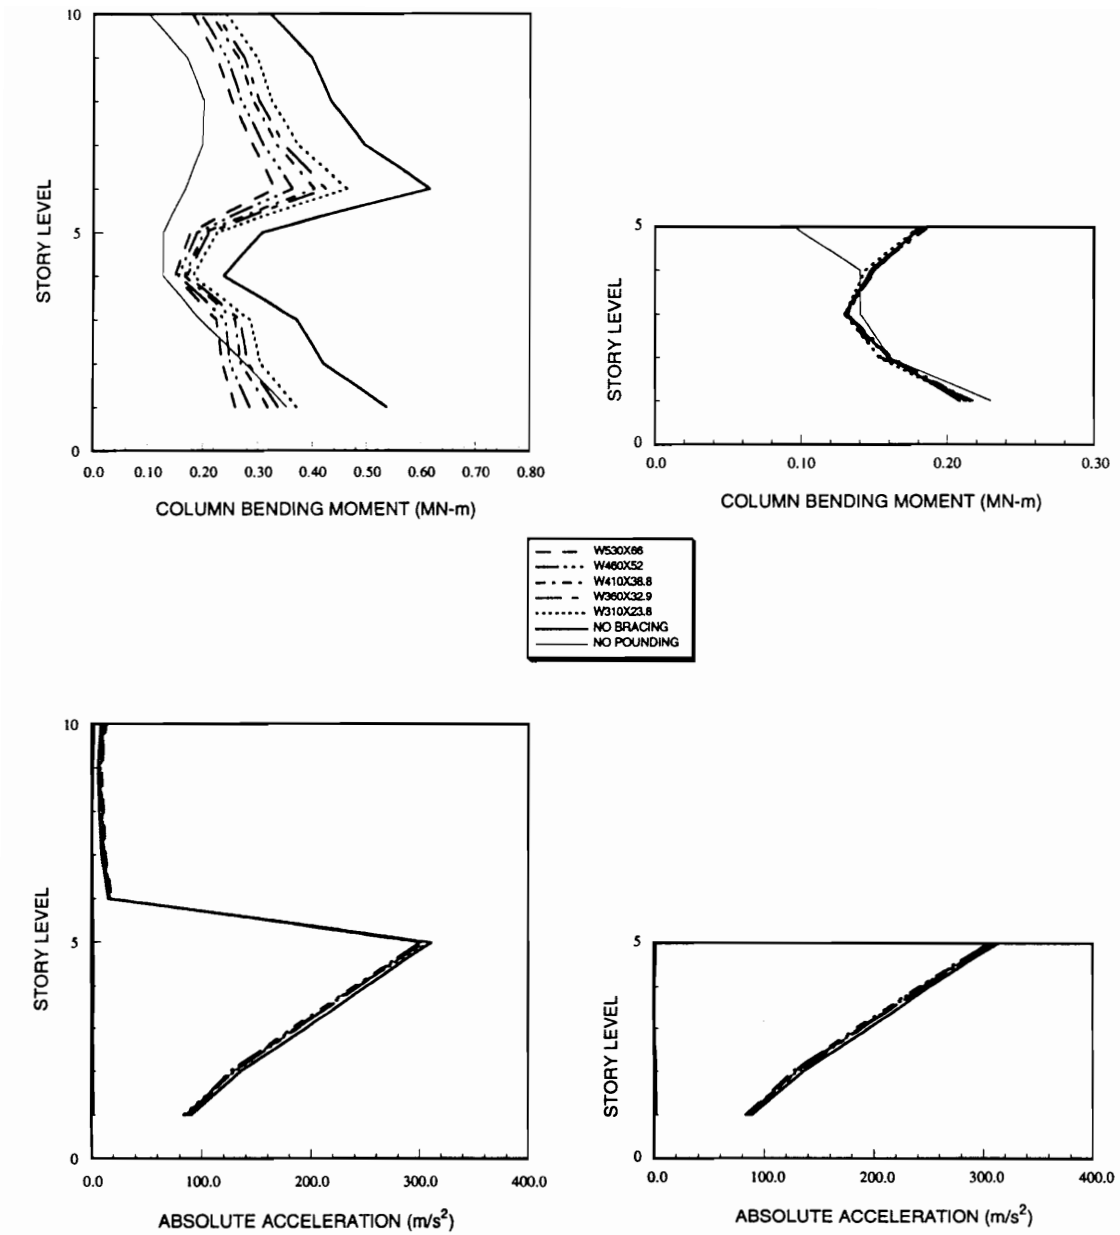 10
5
0
STORY LEVEL
0.0 0.10 0.20 0.30 0.40 0.50 0.60 0.70 0.80
COLUMN BENDING MOMENT (MN-m)
5
0
STORY LEVEL
0.0 0.10 0.20 0.30
COLUMN BENDING MOMENT (MN-m)
W530X66
W460X52
W410X38.8
W360X32.9
W310X23.8
NO BRACING
NO POUNDING
10
5
0
STORY LEVEL
0.0 100.0 200.0 300.0 400.0
ABSOLUTE ACCELERATION (m/s²)
5
0
STORY LEVEL
0.0 100.0 200.0 300.0 400.0
ABSOLUTE ACCELERATION (m/s²)